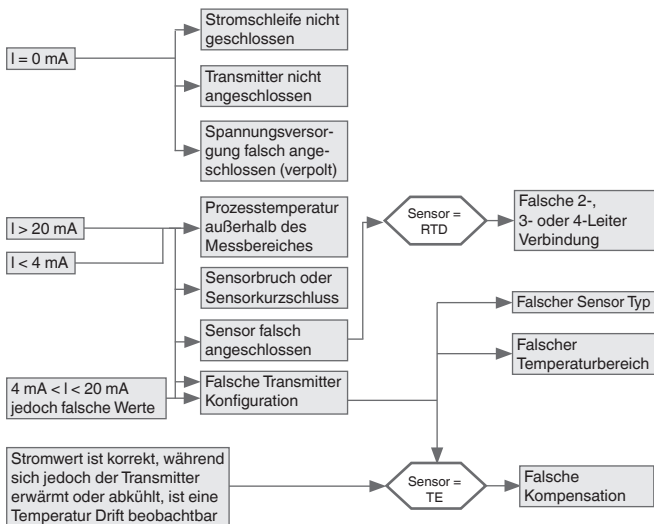 I = 0 mA
Stromschleife nicht
geschlossen
Transmitter nicht
angeschlossen
Spannungsversor-
gung falsch ange-
schlossen (verpolt)
I > 20 mA
I < 4 mA
Prozesstemperatur
außerhalb des
Messbereiches
Sensorbruch oder
Sensorkurzschluss
Sensor falsch
angeschlossen
Sensor =
RTD
Falsche 2-,
3- oder 4-Leiter
Verbindung
Falscher Sensor Typ
Falscher
Temperaturbereich
4 mA < I < 20 mA
jedoch falsche Werte
Falsche Transmitter
Konfiguration
Stromwert ist korrekt, während
sich jedoch der Transmitter
erwärmt oder abkühlt, ist eine
Temperatur Drift beobachtbar
Sensor =
TE
Falsche
Kompensation